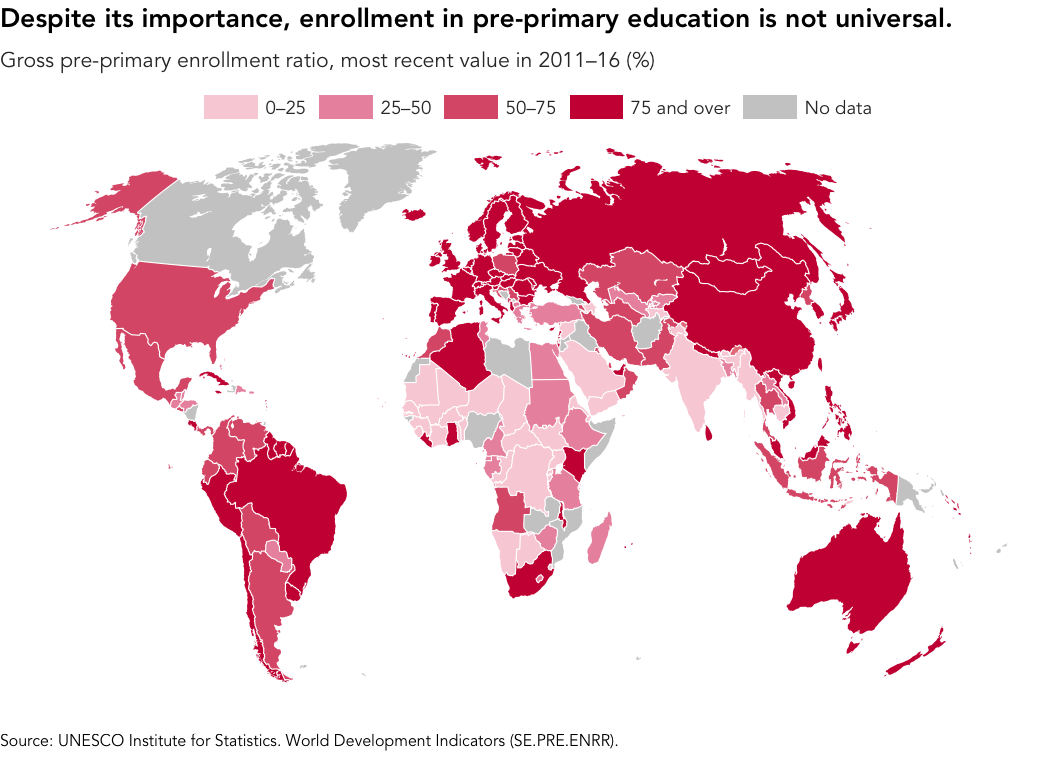 Despite its importance, enrollment in pre-primary education is not universal.
Gross pre-primary enrollment ratio, most recent value in 2011–16 (%)
0–25 25–50 50–75 75 and over No data
Source: UNESCO Institute for Statistics. World Development Indicators (SE.PRE.ENRR).